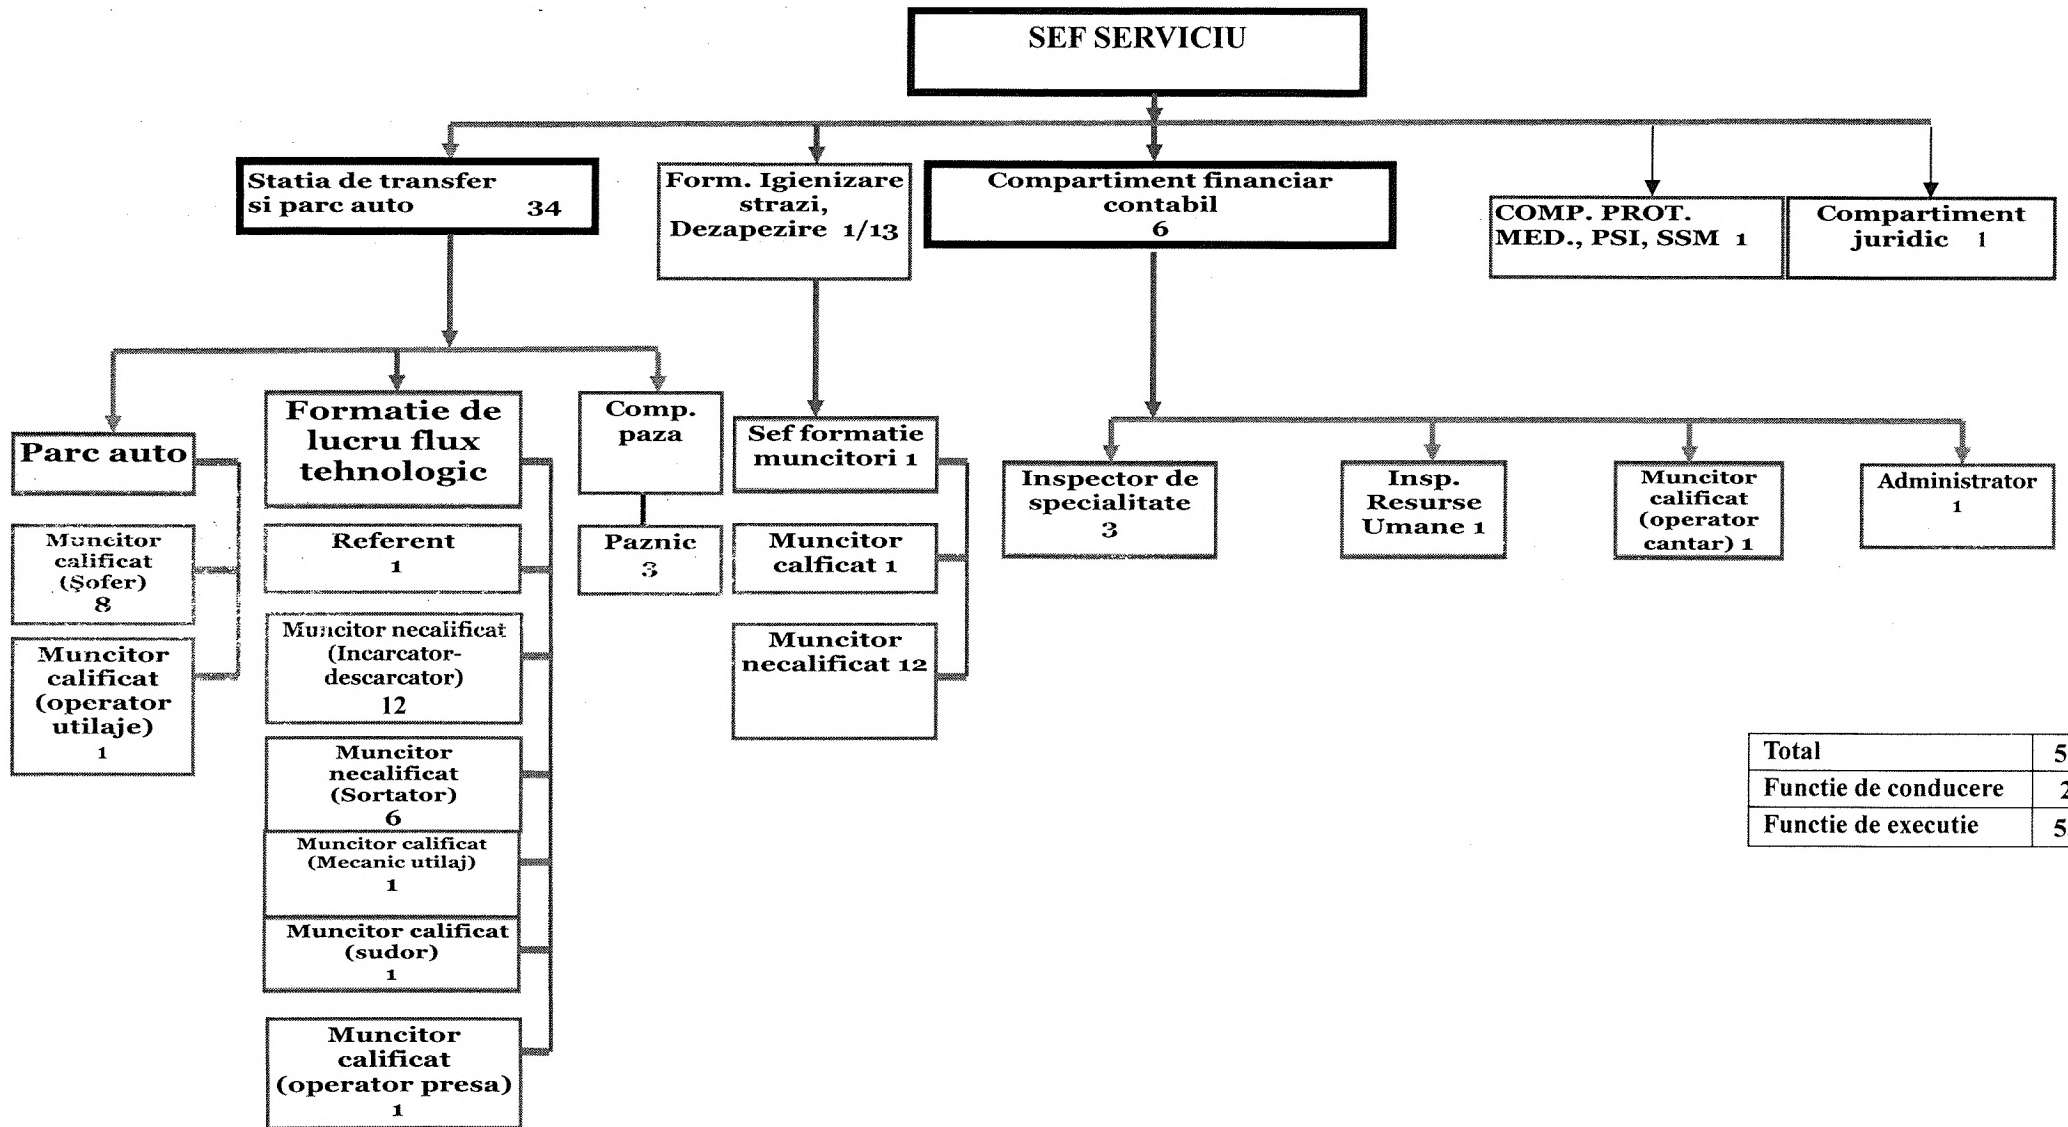 SEF SERVICIU
Statia de transfer
si parc auto 34
Form. Igienizare
strazi,
Dezapezire 1/13
Compartiment financiar
contabil
6
COMP. PROT.
MED., PSI, SSM 1
Compartiment
juridic 1
Parc auto
Muncitor
calificat
(Şofer)
8
Muncitor
calificat
(operator
utilaje)
1
Formatie de
lucru flux
tehnologic
Referent
1
Muncitor necalificat
(Incarcator-
descarcator)
12
Muncitor
necalificat
(Sortator)
6
Muncitor calificat
(Mecanic utilaj)
1
Muncitor calificat
(sudor)
1
Muncitor
calificat
(operator presa)
1
Comp.
paza
Paznic
3
Sef formatie
muncitori 1
Muncitor
calficat 1
Muncitor
necalificat 12
Inspector de
specialitate
3
Insp.
Resurse
Umane 1
Muncitor
calificat
(operator
cantar) 1
Administrator
1
Total 5
Functie de conducere 2
Functie de executie 5